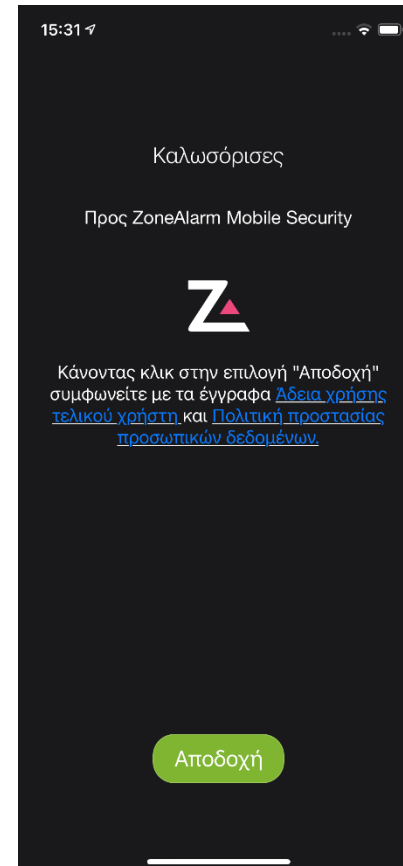 15:31
Καλωσόρισες
Προς ZoneAlarm Mobile Security
Z
Κάνοντας κλικ στην επιλογή "Αποδοχή"
συμφωνείτε με τα έγγραφα Άδεια χρήσης
τελικού χρήστη και Πολιτική προστασίας
προσωπικών δεδομένων.
Αποδοχή